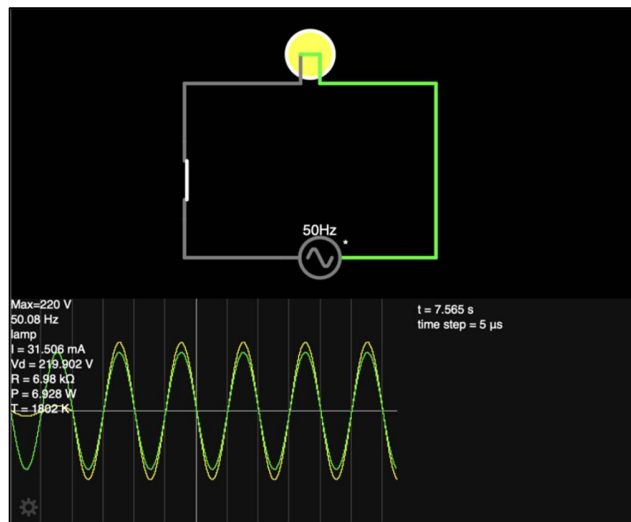 50Hz
*
Max=220 V
50.08 Hz
lamp
I = 31.506 mA
Vd = 219.902 V
R = 6.98 kΩ
P = 6.928 W
T = 1802 K
t = 7.565 s
time step = 5 µs